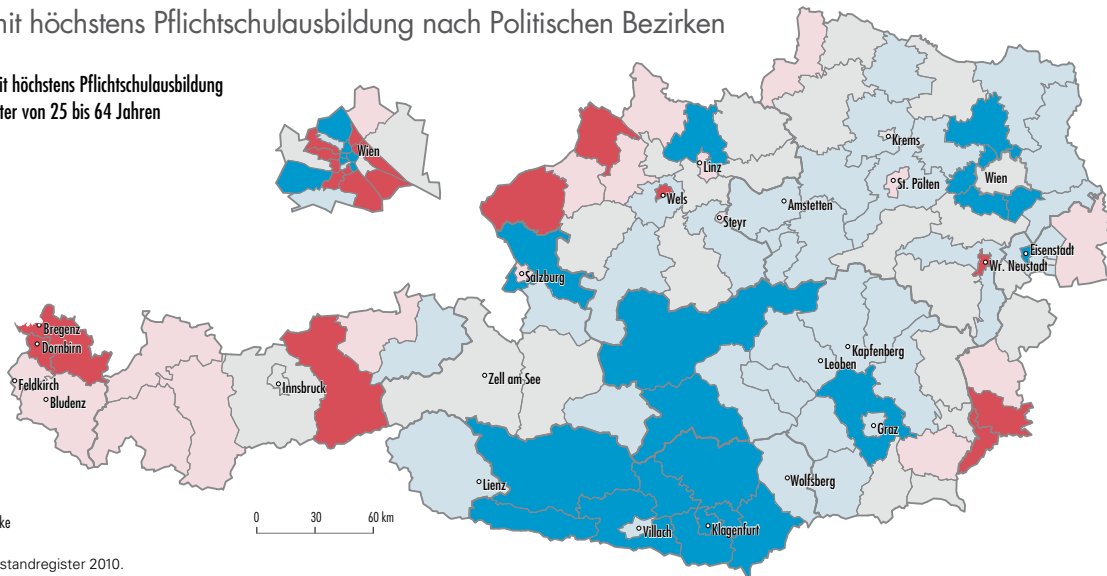 nit höchstens Pflichtschulausbildung nach Politischen Bezirken
it höchstens Pflichtschulausbildung
ter von 25 bis 64 Jahren
Wien
Krems
Linz
St. Pölten
Wien
Wels
Amstetten
Steyr
Eisenstadt
Wr. Neustadt
Salzburg
Bregenz
Dornbirn
Kapfenberg
Leoben
Feldkirch
Innsbruck
Zell am See
Bludenz
Graz
Lienz
Wolfsberg
0 30 60 km
ke
Villach
Klagenfurt
standregister 2010.